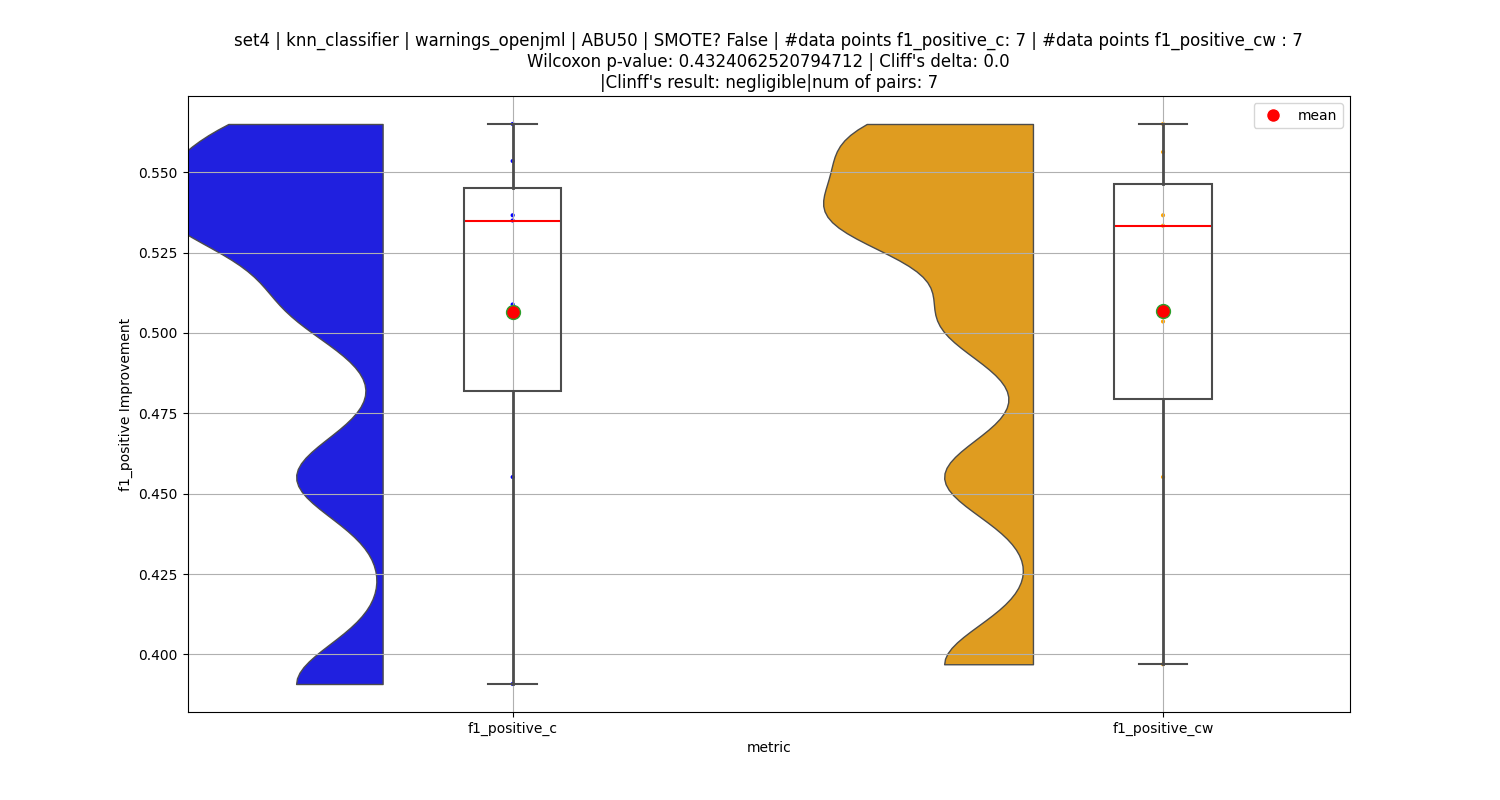 set4 | knn_classifier | warnings_openjml | ABU50 | SMOTE? False | #data points f1_positive_c: 7 | #data points f1_positive_cw : 7
Wilcoxon p-value: 0.4324062520794712 | Cliff's delta: 0.0
|Clinff's result: negligible|num of pairs: 7
mean
0.550
0.525
0.500
0.475
0.450
0.425
0.400
f1_positive Improvement
f1_positive_c
f1_positive_cw
metric